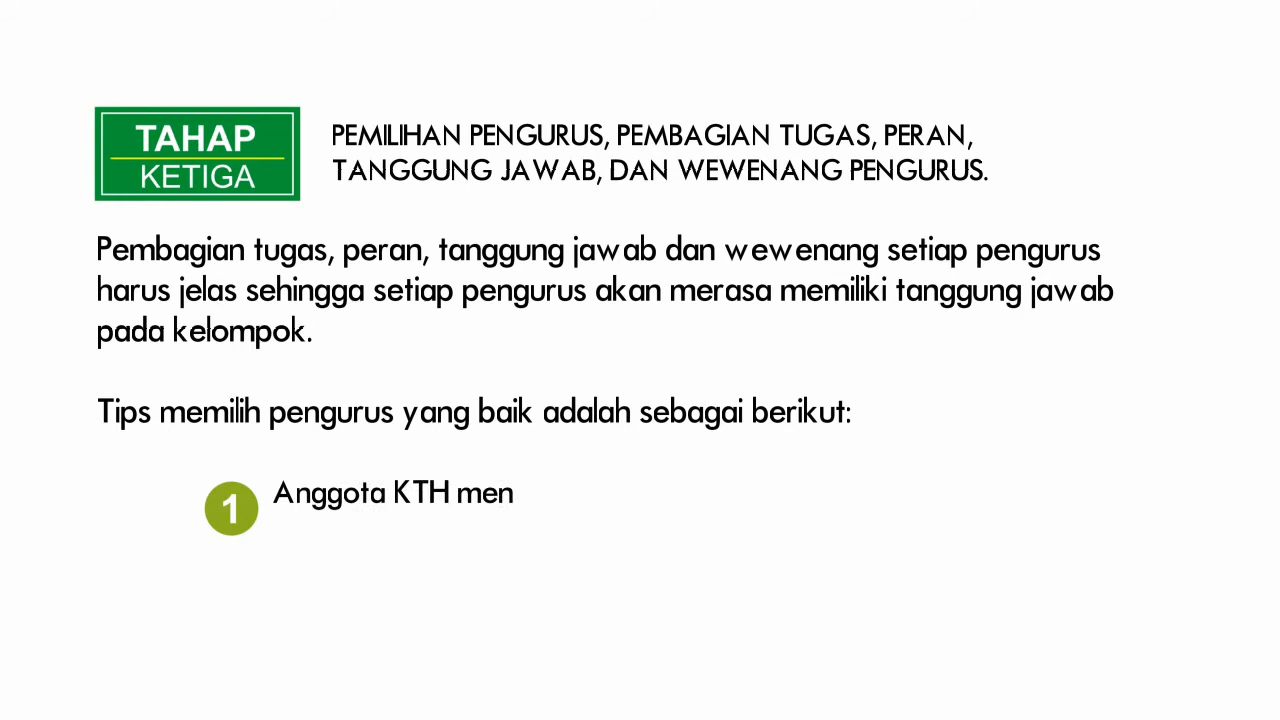 TAHAP
KETIGA
PEMILIHAN PENGURUS, PEMBAGIAN TUGAS, PERAN,
TANGGUNG JAWAB, DAN WEWENANG PENGURUS.
Pembagian tugas, peran, tanggung jawab dan wewenang setiap pengurus
harus jelas sehingga setiap pengurus akan merasa memiliki tanggung jawab
pada kelompok.
Tips memilih pengurus yang baik adalah sebagai berikut:
1 Anggota KTH men